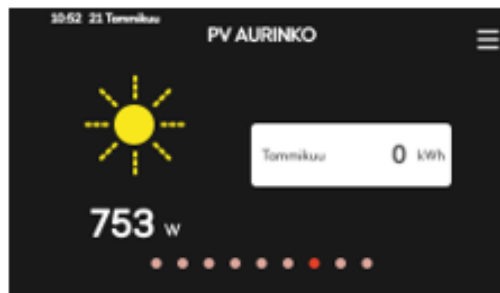 10:52 21 Tammikuu
PV AURINKO
Tammikuu 0 kWh
753 W